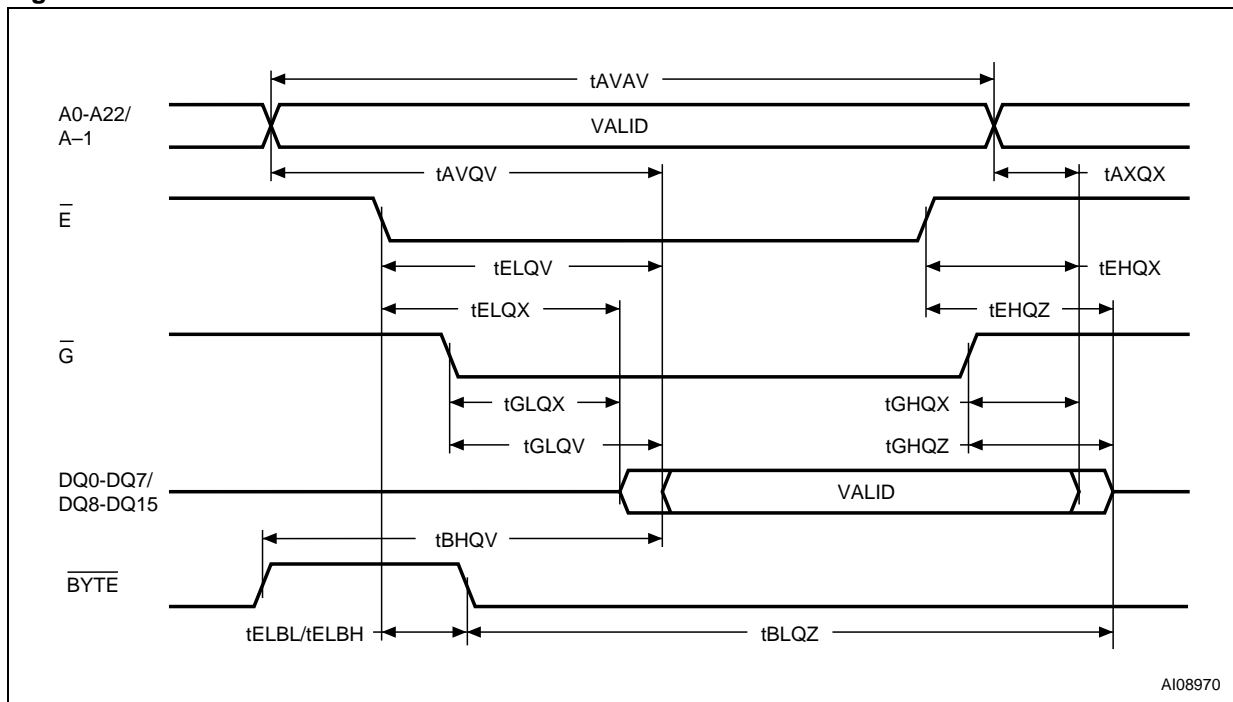 tAVAV
A0-A22/
A–1
VALID
tAVQV
tAXQX
E
tELQV
tEHQX
tELQX
tEHQZ
G
tGLQX
tGHQX
tGLQV
tGHQZ
DQ0-DQ7/
DQ8-DQ15
VALID
tBHQV
BYTE
tELBL/tELBH
tBLQZ
AI08970